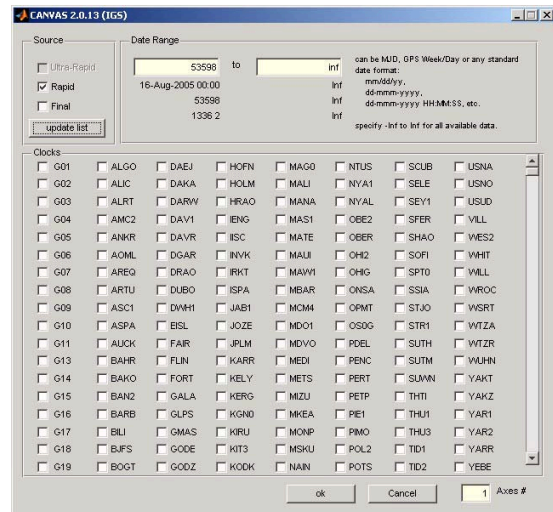 CANVAS 2.0.13 (IGS)
Source
Ultra-Rapid
Rapid
Final
update list
Date Range
53598 to inf
16-Aug-2005 00:00 Inf
53598 Inf
1336 2 Inf
can be MJD, GPS Week/Day or any standard
date format:
mm/dd/yy,
dd-mmm-yyyy,
dd-mmm-yyyy HH:MM:SS, etc.
specify -Inf to Inf for all available data.
Clocks
G01 ALGO DAEJ HOFN MAG0 NTUS SCUB USNA
G02 ALIC DAKA HOLM MALI NYA1 SELE USNO
G03 ALRT DARW HRAO MANA NYAL SEY1 USUD
G04 AMC2 DAV1 IENG MAS1 OBE2 SFER VILL
G05 ANKR DAVR IISC MATE OBER SHAO WES2
G06 AOML DGAR INVK MAUI OHI2 SOFI WHIT
G07 AREQ DRAO IRKT MAW1 OHIG SPT0 WILL
G08 ARTU DUBO ISPA MBAR ONSA SSIA WROC
G09 ASC1 DWH1 JAB1 MCM4 OPMT STJO WSRT
G10 ASPA EISL JOZE MDO1 OSOG STR1 WTZA
G11 AUCK FAIR JPLM MDVO PDEL SUTH WTZR
G13 BAHR FLIN KARR MEDI PENC SUTM WUHN
G14 BAKO FORT KELY METS PERT SUWN YAKT
G15 BAN2 GALA KERG MIZU PETP THTI YAKZ
G16 BARB GLPS KGN0 MKEA PIE1 THU1 YAR1
G17 BILI GMAS KIRU MONP PIMO THU3 YAR2
G18 BJFS GODE KIT3 MSKU POL2 TID1 YARR
G19 BOGT GODZ KODK NAIN POTS TID2 YEBE
ok Cancel 1 Axes #